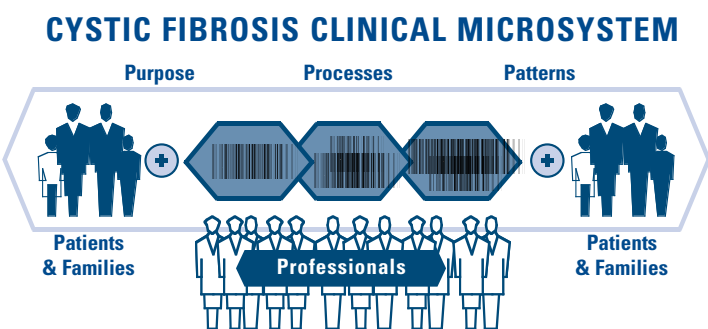 CYSTIC FIBROSIS CLINICAL MICROSYSTEM
Purpose
Processes
Patterns
Patients
& Families
Professionals
Patients
& Families